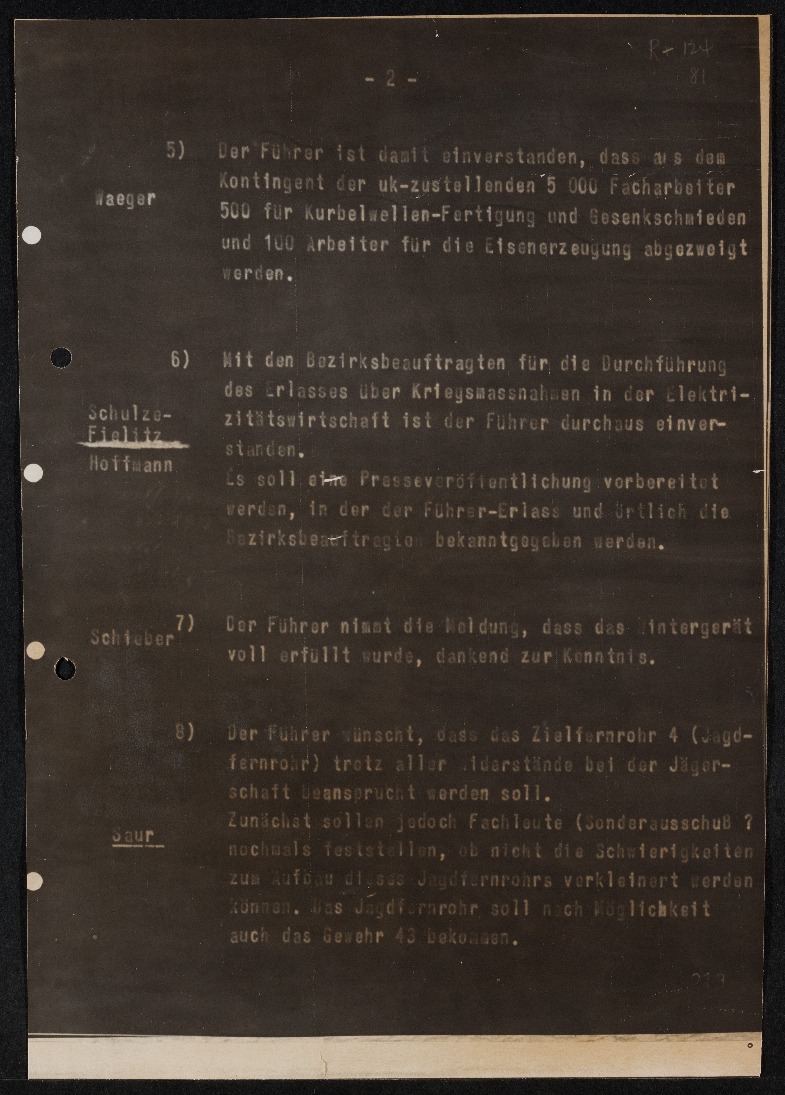 R-124
81
- 2 -
5) Der Führer ist damit einverstanden, dass aus dem
Kontingent der uk-zustellenden 5 000 Facharbeiter
Waeger
500 für Kurbelwellen-Fertigung und Gesenkschmieden
und 100 Arbeiter für die Eisenerzeugung abgezweigt
werden.
6) Mit den Bezirksbeauftragten für die Durchführung
des Erlasses über Kriegsmassnahmen in der Elektri-
Schulze-
Fielitz
zitätswirtschaft ist der Führer durchaus einver-
standen.
Hoffmann
Es soll eine Presseveröffentlichung vorbereitet
werden, in der der Führer-Erlass und örtlich die
Bezirksbeauftragten bekanntgegeben werden.
7) Der Führer nimmt die Meldung, dass das Wintergerät
Schieber
voll erfüllt wurde, dankend zur Kenntnis.
8) Der Führer wünscht, dass das Zielfernrohr 4 (Jagd-
fernrohr) trotz aller Widerstände bei der Jäger-
schaft beansprucht werden soll.
Zunächst sollen jedoch Fachleute (Sonderausschuß ?
Saur
nochmals feststellen, ob nicht die Schwierigkeiten
zum Aufbau dieses Jagdfernrohrs verkleinert werden
können. Das Jagdfernrohr soll nach Möglichkeit
auch das Gewehr 43 bekommen.